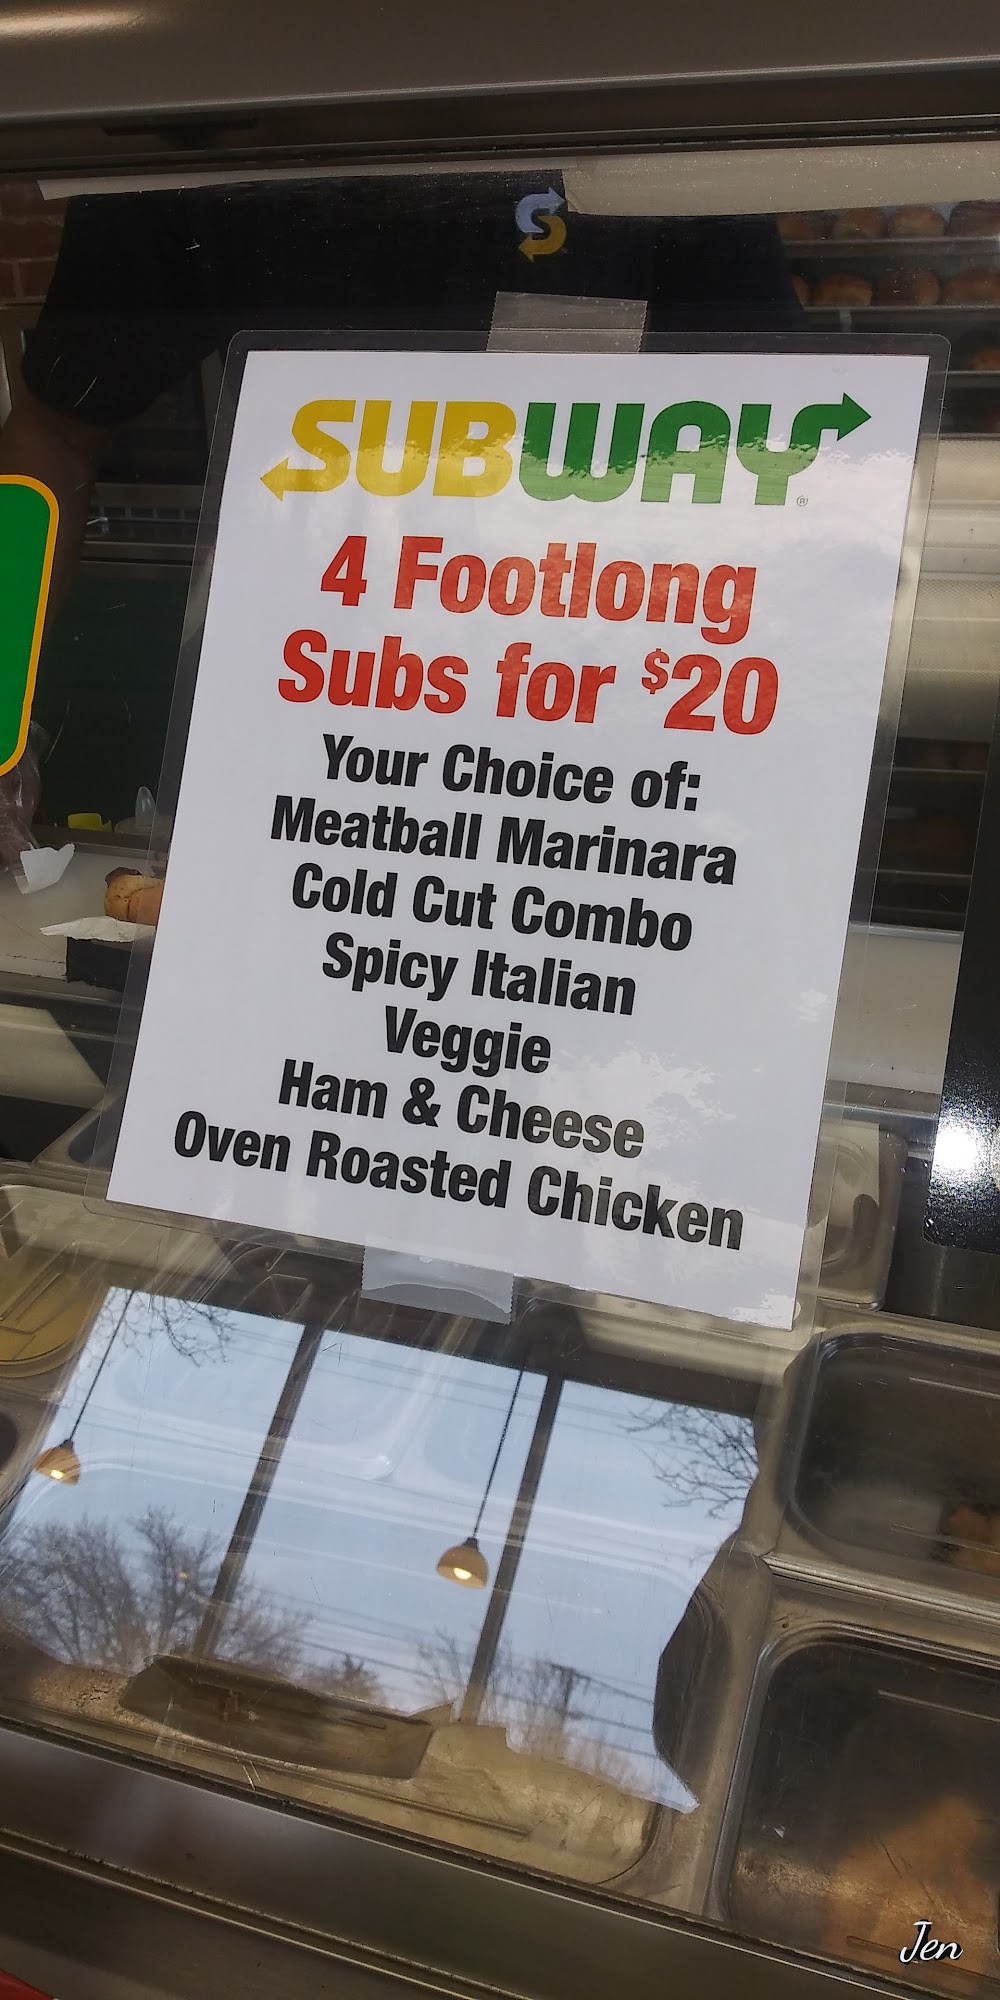 SUBWAY®
4 Footlong
Subs for $20
Your Choice of:
Meatball Marinara
Cold Cut Combo
Spicy Italian
Veggie
Ham & Cheese
Oven Roasted Chicken
Jen